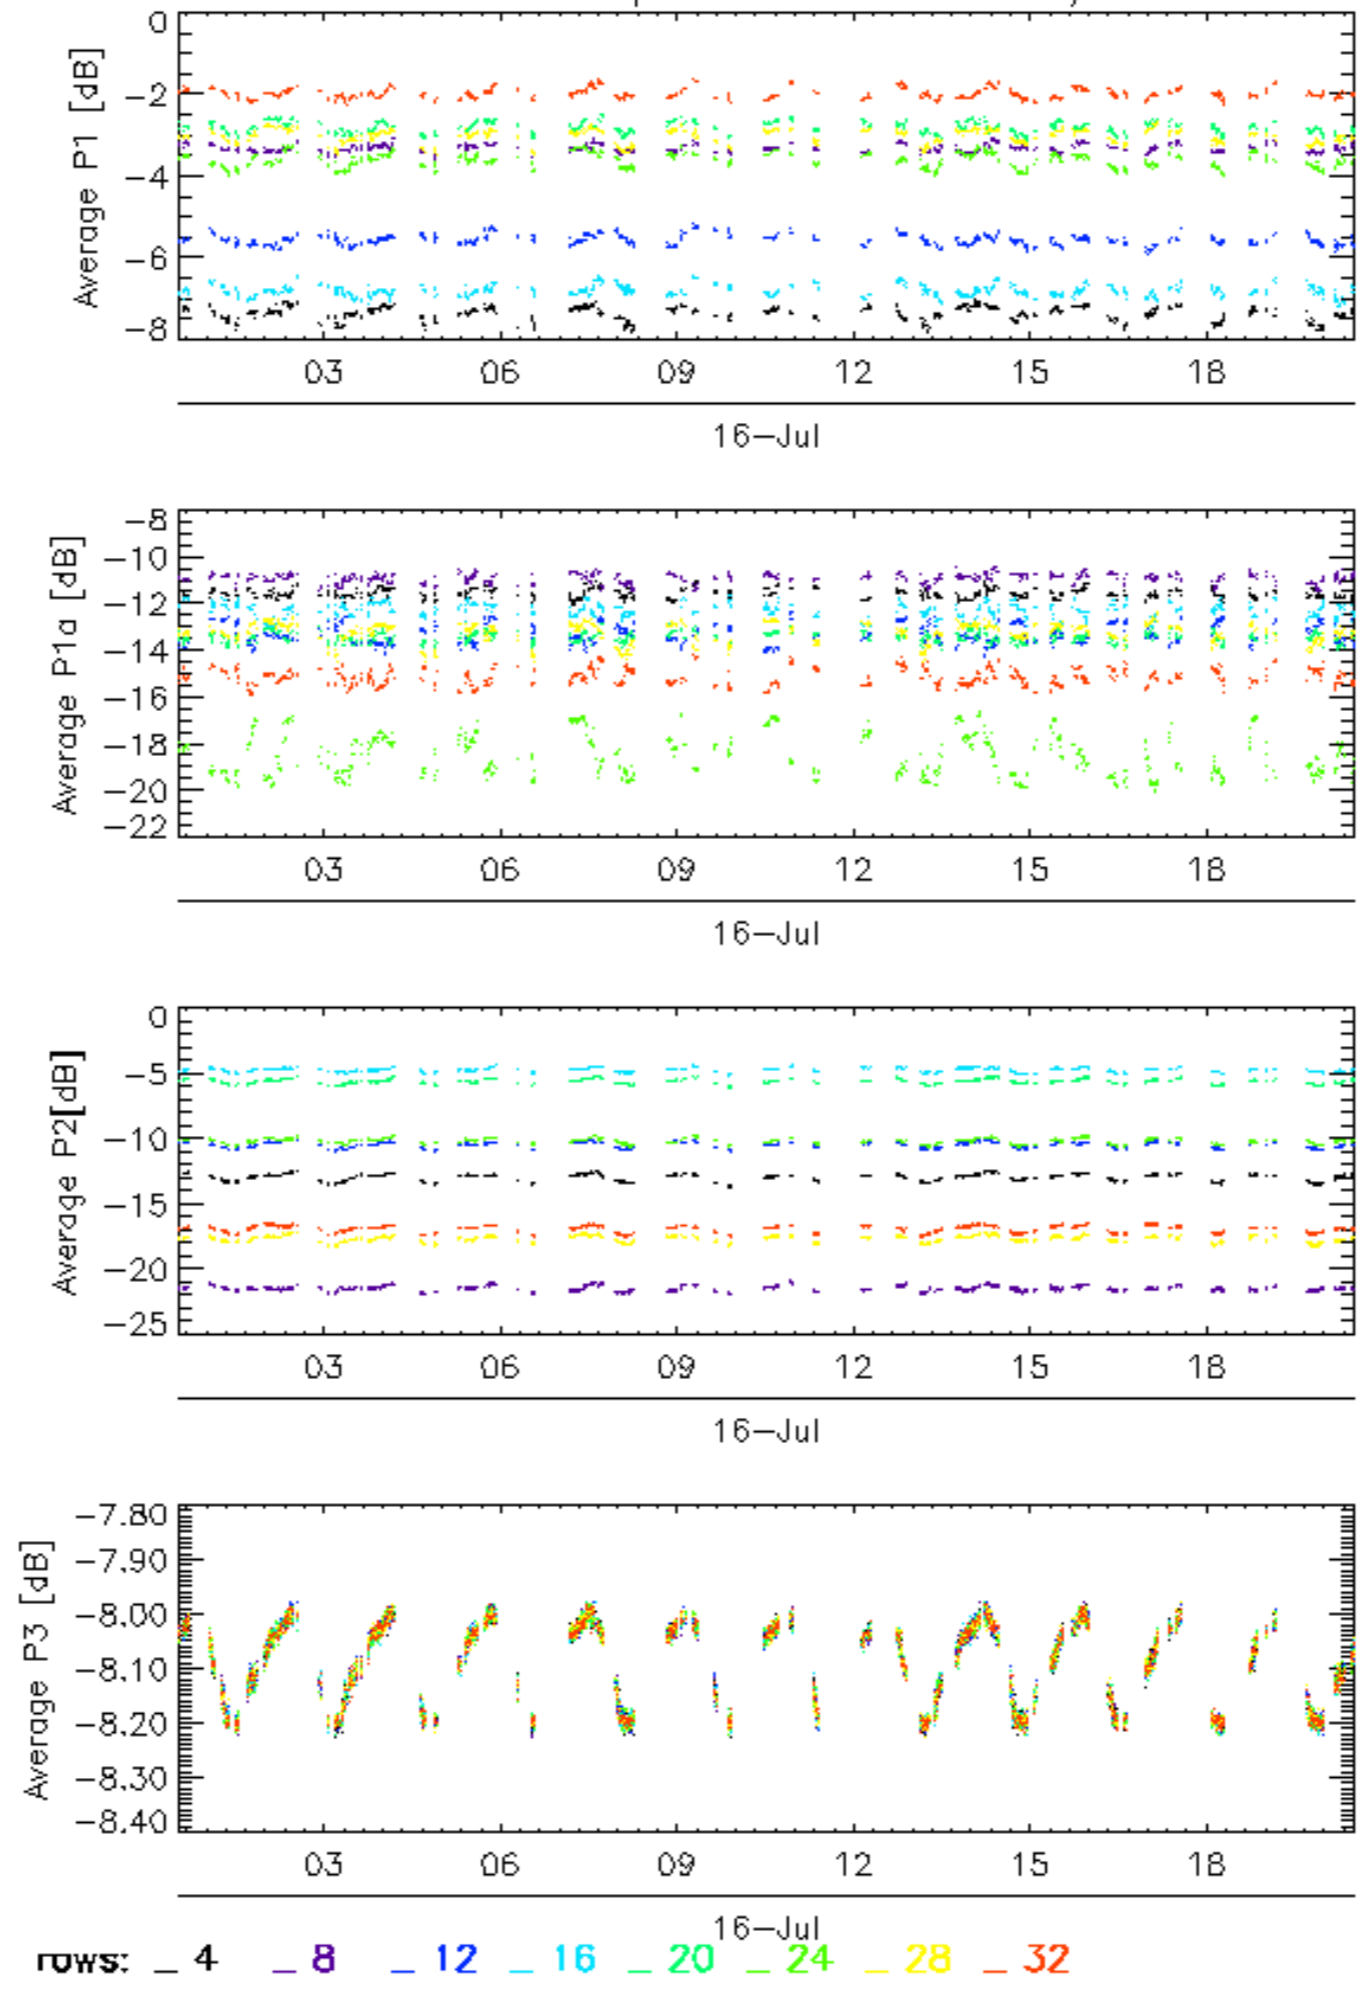 0
−2
−4
−6
−8
Average P1 [dB]
03 06 09 12 15 18
16−Jul
−8
−10
−12
−14
−16
−18
−20
−22
Average P1a [dB]
03 06 09 12 15 18
16−Jul
0
−5
−10
−15
−20
−25
Average P2[dB]
03 06 09 12 15 18
16−Jul
−7.80
−7.90
−8.00
−8.10
−8.20
−8.30
−8.40
Average P3 [dB]
03 06 09 12 15 18
16−Jul
rows: _ 4 _ 8 _ 12 _ 16 _ 20 _ 24 _ 28 _ 32